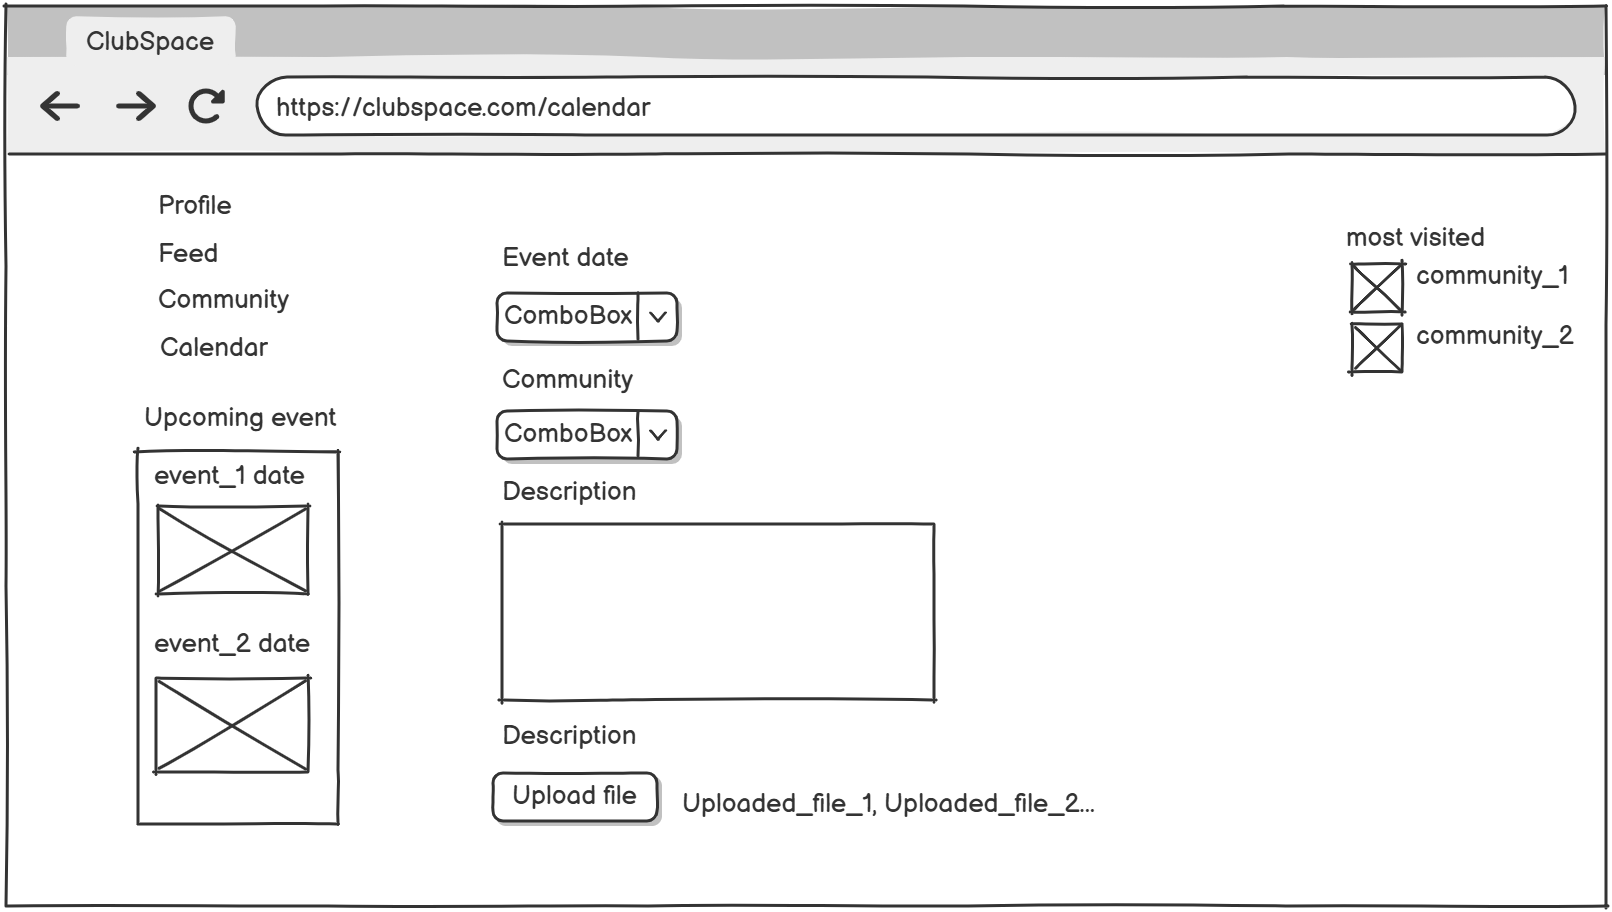 ClubSpace
https://clubspace.com/calendar
Profile
Feed
Community
Calendar
Upcoming event
event_1 date
event_2 date
Event date
ComboBox
Community
ComboBox
Description
Description
Upload file
Uploaded_file_1, Uploaded_file_2...
most visited
community_1
community_2